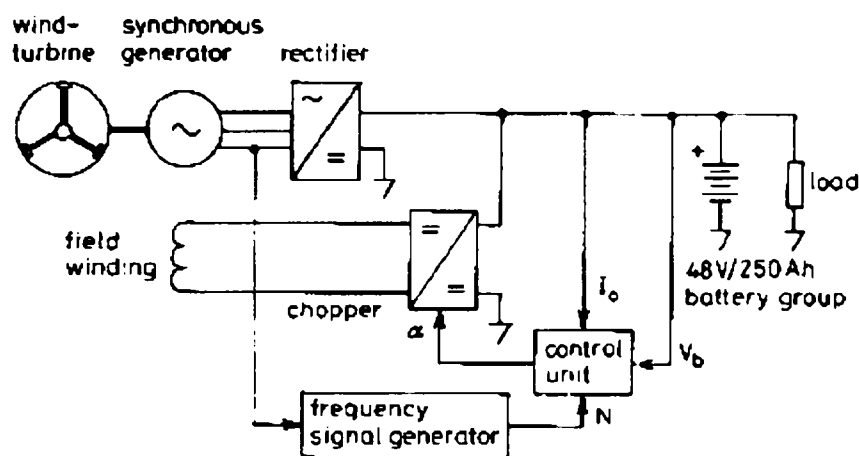 wind-
turbine
synchronous
generator
rectifier
~
~
=
+
load
field
winding
=
=
chopper
α
I₀
48V/250Ah
battery group
control
unit
V_b
frequency
signal generator
N